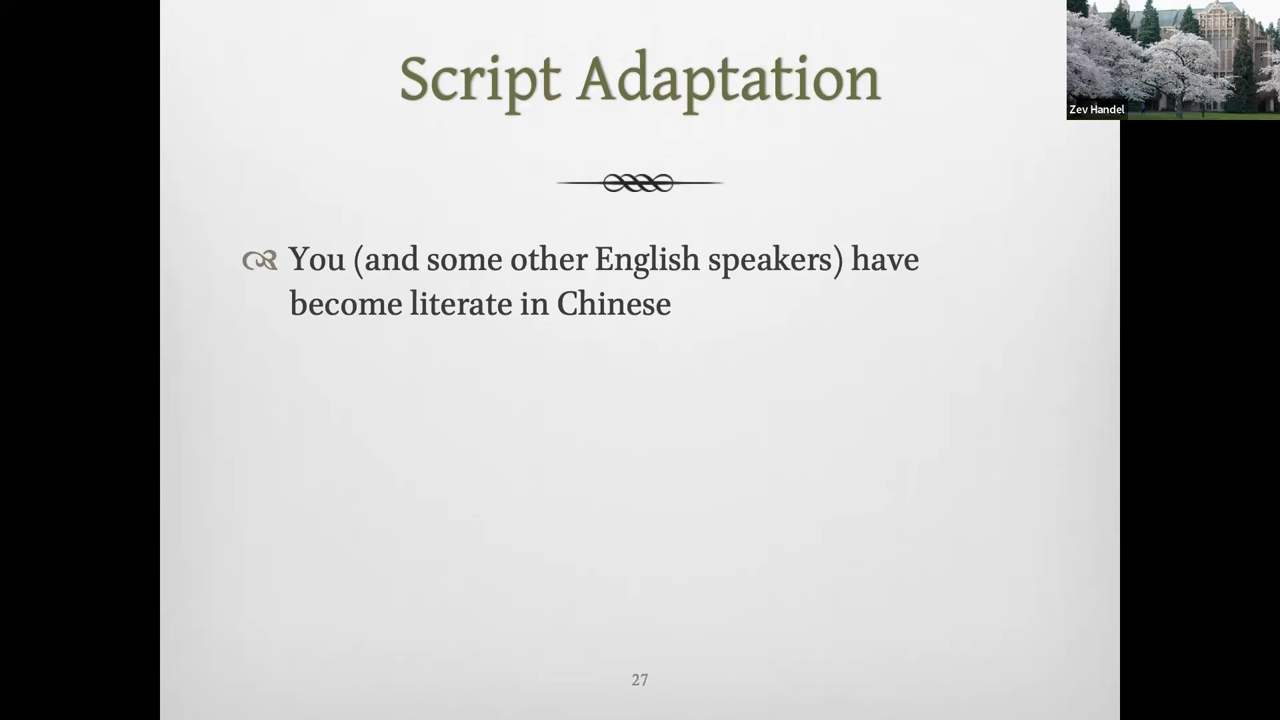 Script Adaptation
Zev Handel
You (and some other English speakers) have
become literate in Chinese
27